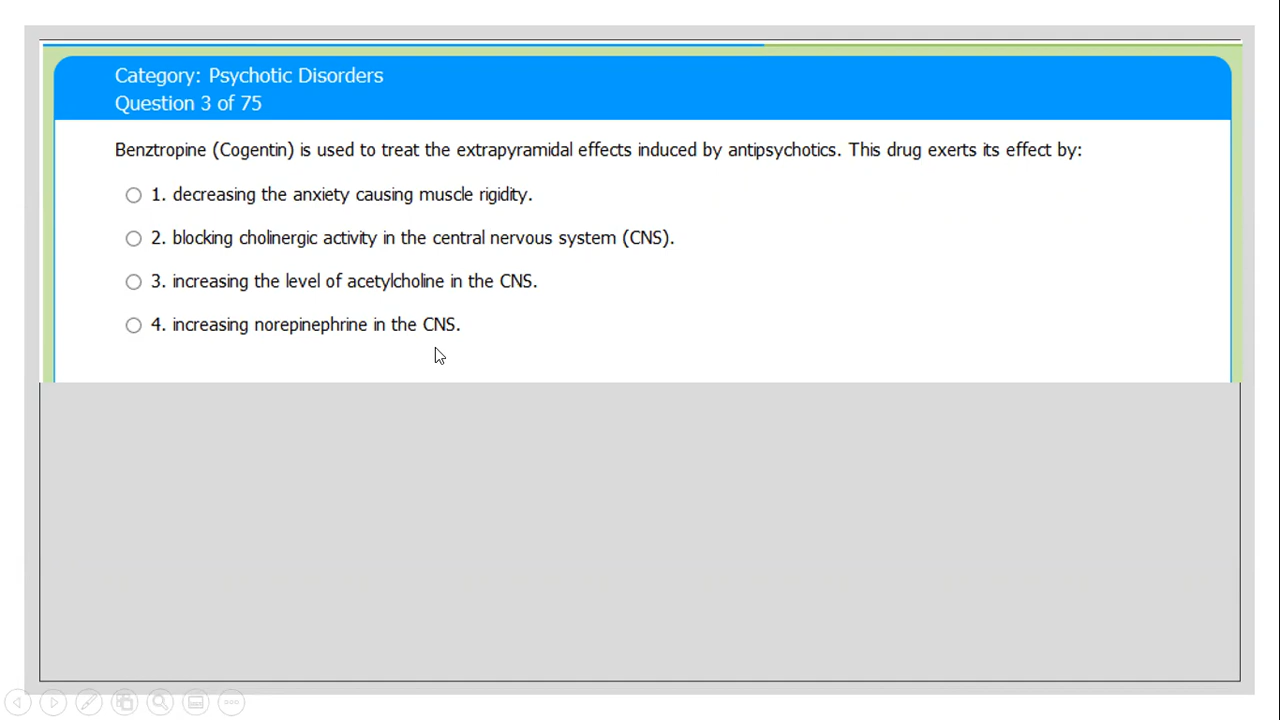 Category: Psychotic Disorders
Question 3 of 75
Benztropine (Cogentin) is used to treat the extrapyramidal effects induced by antipsychotics. This drug exerts its effect by:
1. decreasing the anxiety causing muscle rigidity.
2. blocking cholinergic activity in the central nervous system (CNS).
3. increasing the level of acetylcholine in the CNS.
4. increasing norepinephrine in the CNS.